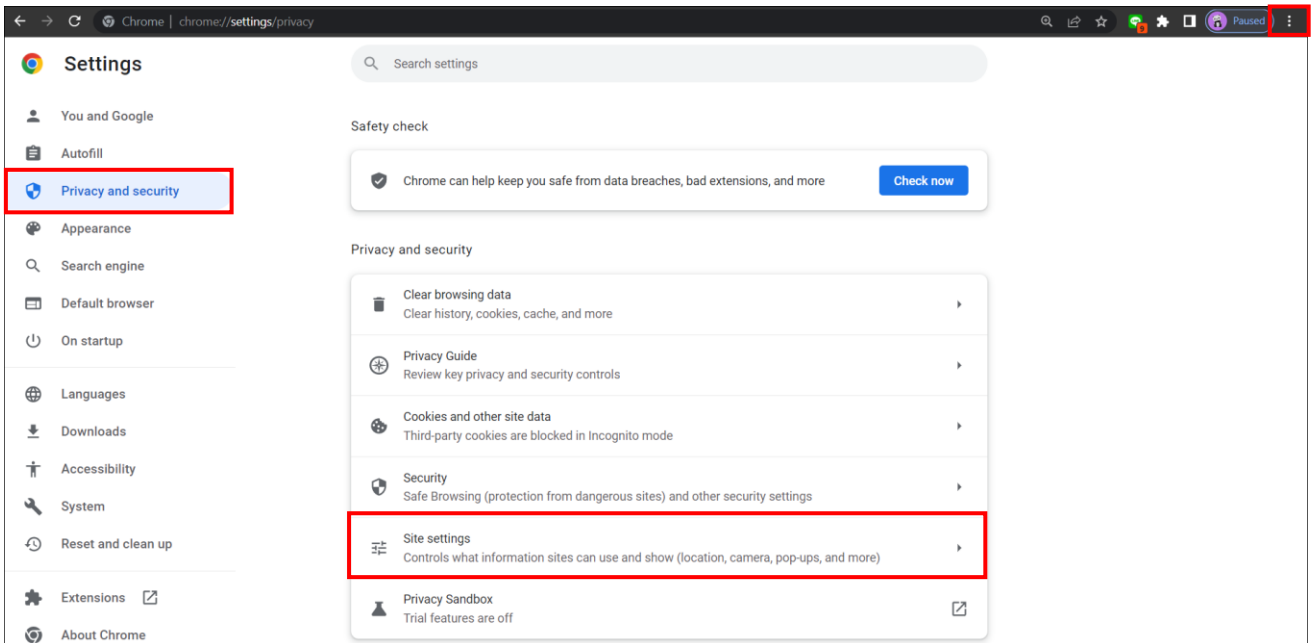 Chrome | chrome://settings/privacy
9
Paused
Settings
Search settings
You and Google
Autofill
Privacy and security
Appearance
Search engine
Default browser
On startup
Languages
Downloads
Accessibility
System
Reset and clean up
Extensions
About Chrome
Safety check
Chrome can help keep you safe from data breaches, bad extensions, and more
Check now
Privacy and security
Clear browsing data
Clear history, cookies, cache, and more
Privacy Guide
Review key privacy and security controls
Cookies and other site data
Third-party cookies are blocked in Incognito mode
Security
Safe Browsing (protection from dangerous sites) and other security settings
Site settings
Controls what information sites can use and show (location, camera, pop-ups, and more)
Privacy Sandbox
Trial features are off